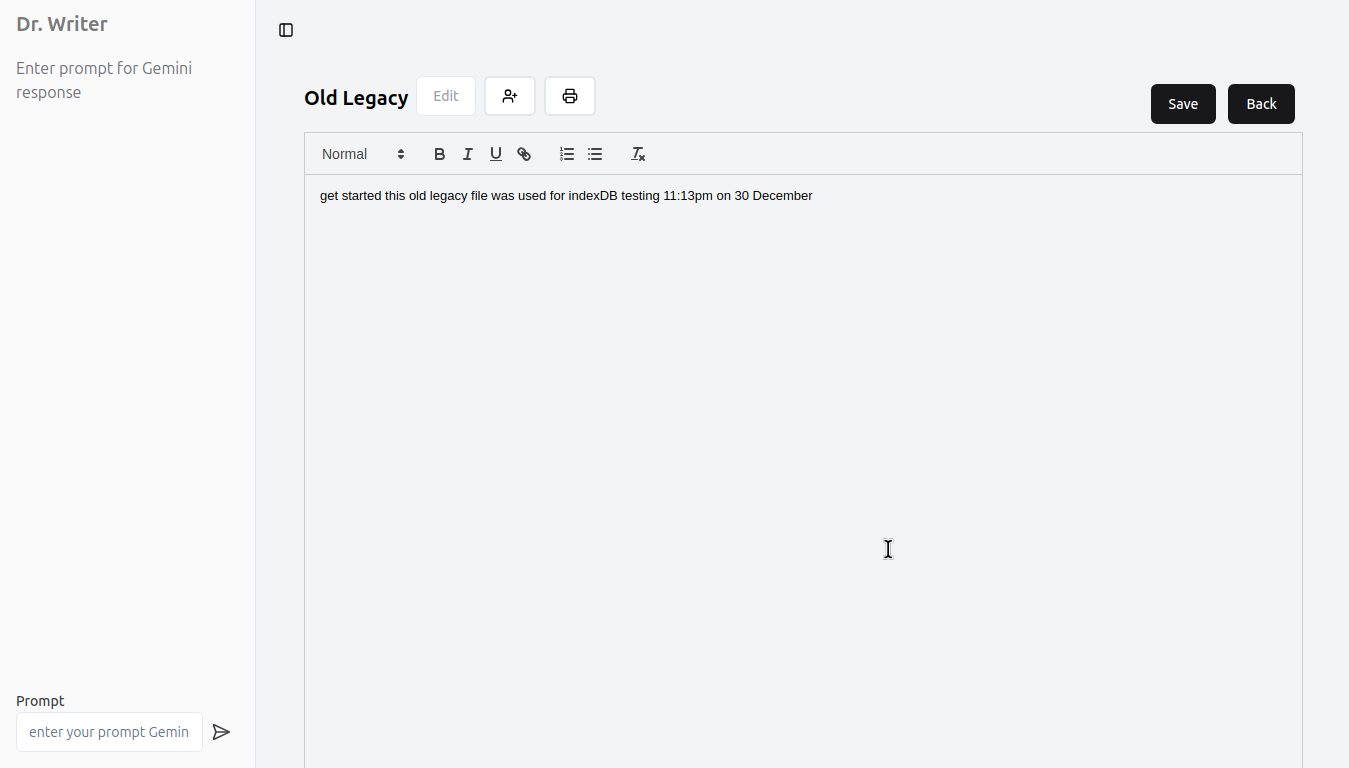 Dr. Writer
Enter prompt for Gemini
response
Prompt
enter your prompt Gemin
Old Legacy
Edit
Save
Back
Normal
B I U
get started this old legacy file was used for indexDB testing 11:13pm on 30 December